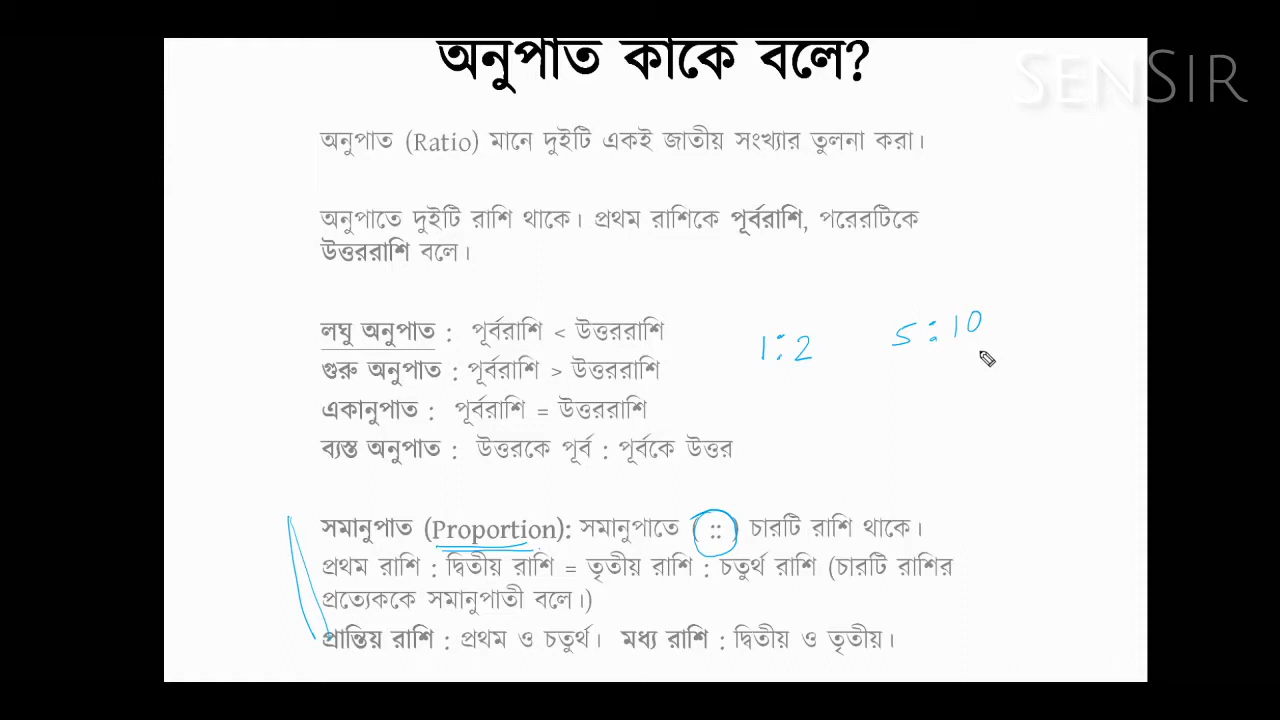 অনুপাত কাকে বলে?
SENSIR
অনুপাত (Ratio) মানে দুইটি একই জাতীয় সংখ্যার তুলনা করা।
অনুপাতে দুইটি রাশি থাকে। প্রথম রাশিকে পূর্বরাশি, পরেরটিকে
উত্তররাশি বলে।
লঘু অনুপাত : পূর্বরাশি < উত্তররাশি
1:2 5:10
গুরু অনুপাত : পূর্বরাশি > উত্তররাশি
একানুপাত : পূর্বরাশি = উত্তররাশি
ব্যস্ত অনুপাত : উত্তরকে পূর্ব : পূর্বকে উত্তর
সমানুপাত (Proportion): সমানুপাতে ( :: ) চারটি রাশি থাকে।
প্রথম রাশি : দ্বিতীয় রাশি = তৃতীয় রাশি : চতুর্থ রাশি (চারটি রাশির
প্রত্যেককে সমানুপাতী বলে।)
প্রান্তিয় রাশি : প্রথম ও চতুর্থ। মধ্য রাশি : দ্বিতীয় ও তৃতীয়।